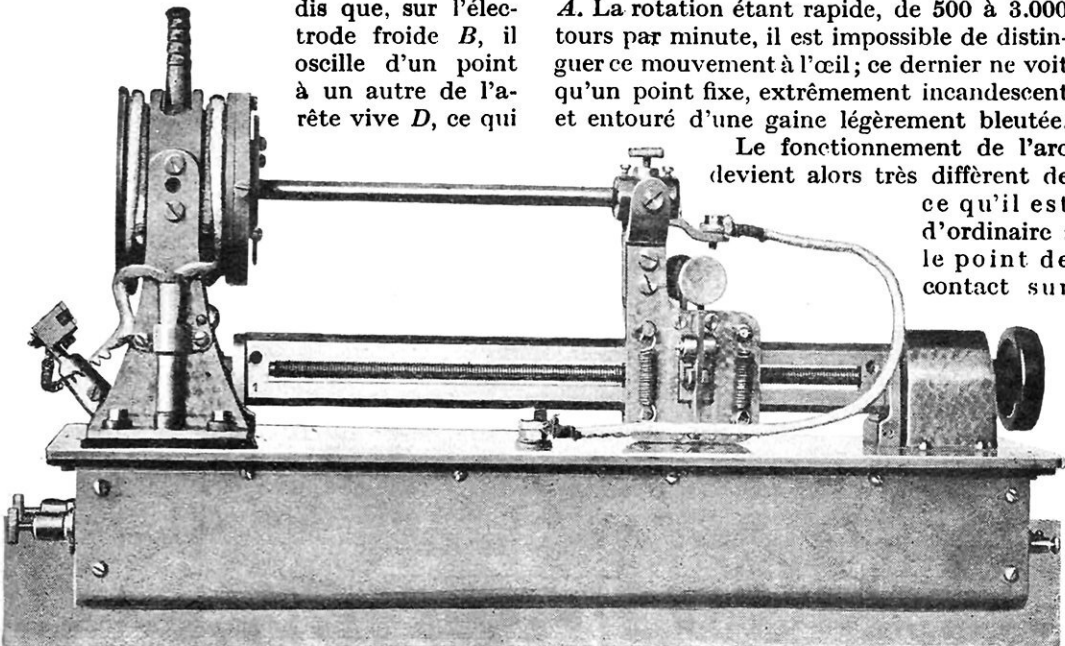 dis que, sur l'élec-
trode froide B, il
oscille d'un point
à un autre de l'a-
rête vive D, ce qui
A. La rotation étant rapide, de 500 à 3.000
tours par minute, il est impossible de distin-
guer ce mouvement à l'œil; ce dernier ne voit
qu'un point fixe, extrêmement incandescent
et entouré d'une gaine légèrement bleutée.
Le fonctionnement de l'arc
devient alors très différent de
ce qu'il est
d'ordinaire :
le point de
contact sur
1